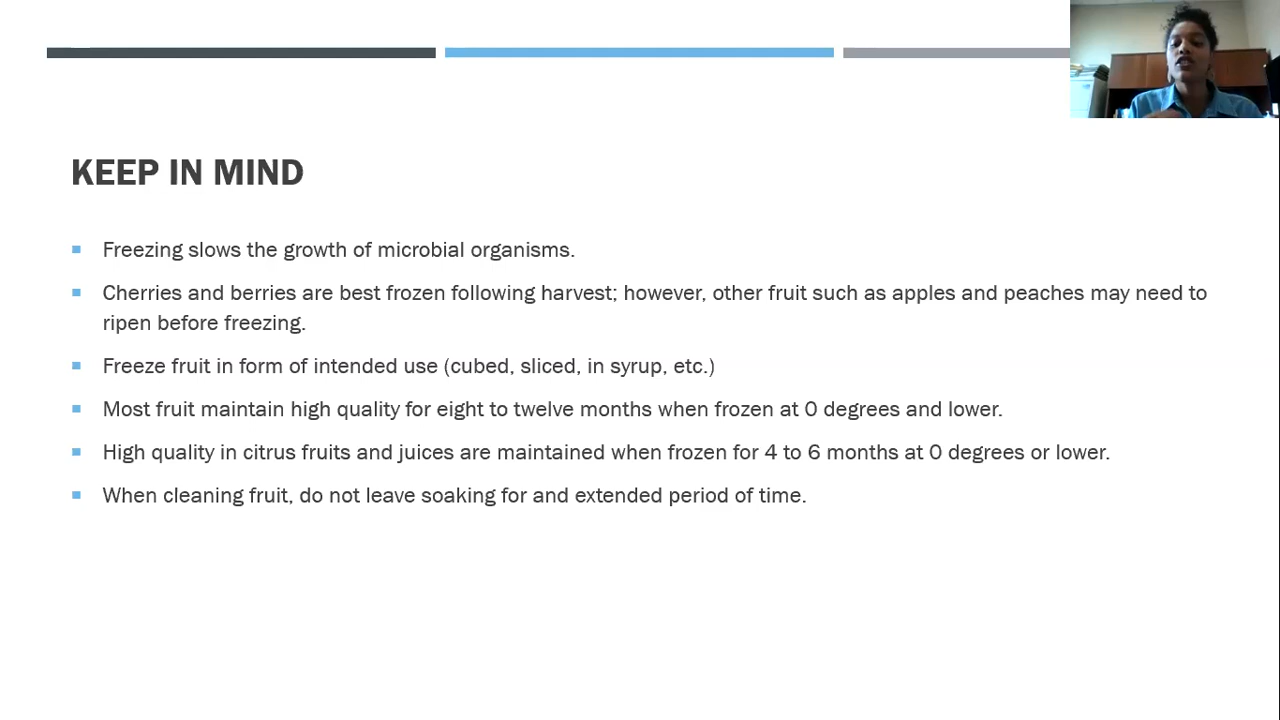 KEEP IN MIND
Freezing slows the growth of microbial organisms.
Cherries and berries are best frozen following harvest; however, other fruit such as apples and peaches may need to
ripen before freezing.
Freeze fruit in form of intended use (cubed, sliced, in syrup, etc.)
Most fruit maintain high quality for eight to twelve months when frozen at 0 degrees and lower.
High quality in citrus fruits and juices are maintained when frozen for 4 to 6 months at 0 degrees or lower.
When cleaning fruit, do not leave soaking for and extended period of time.